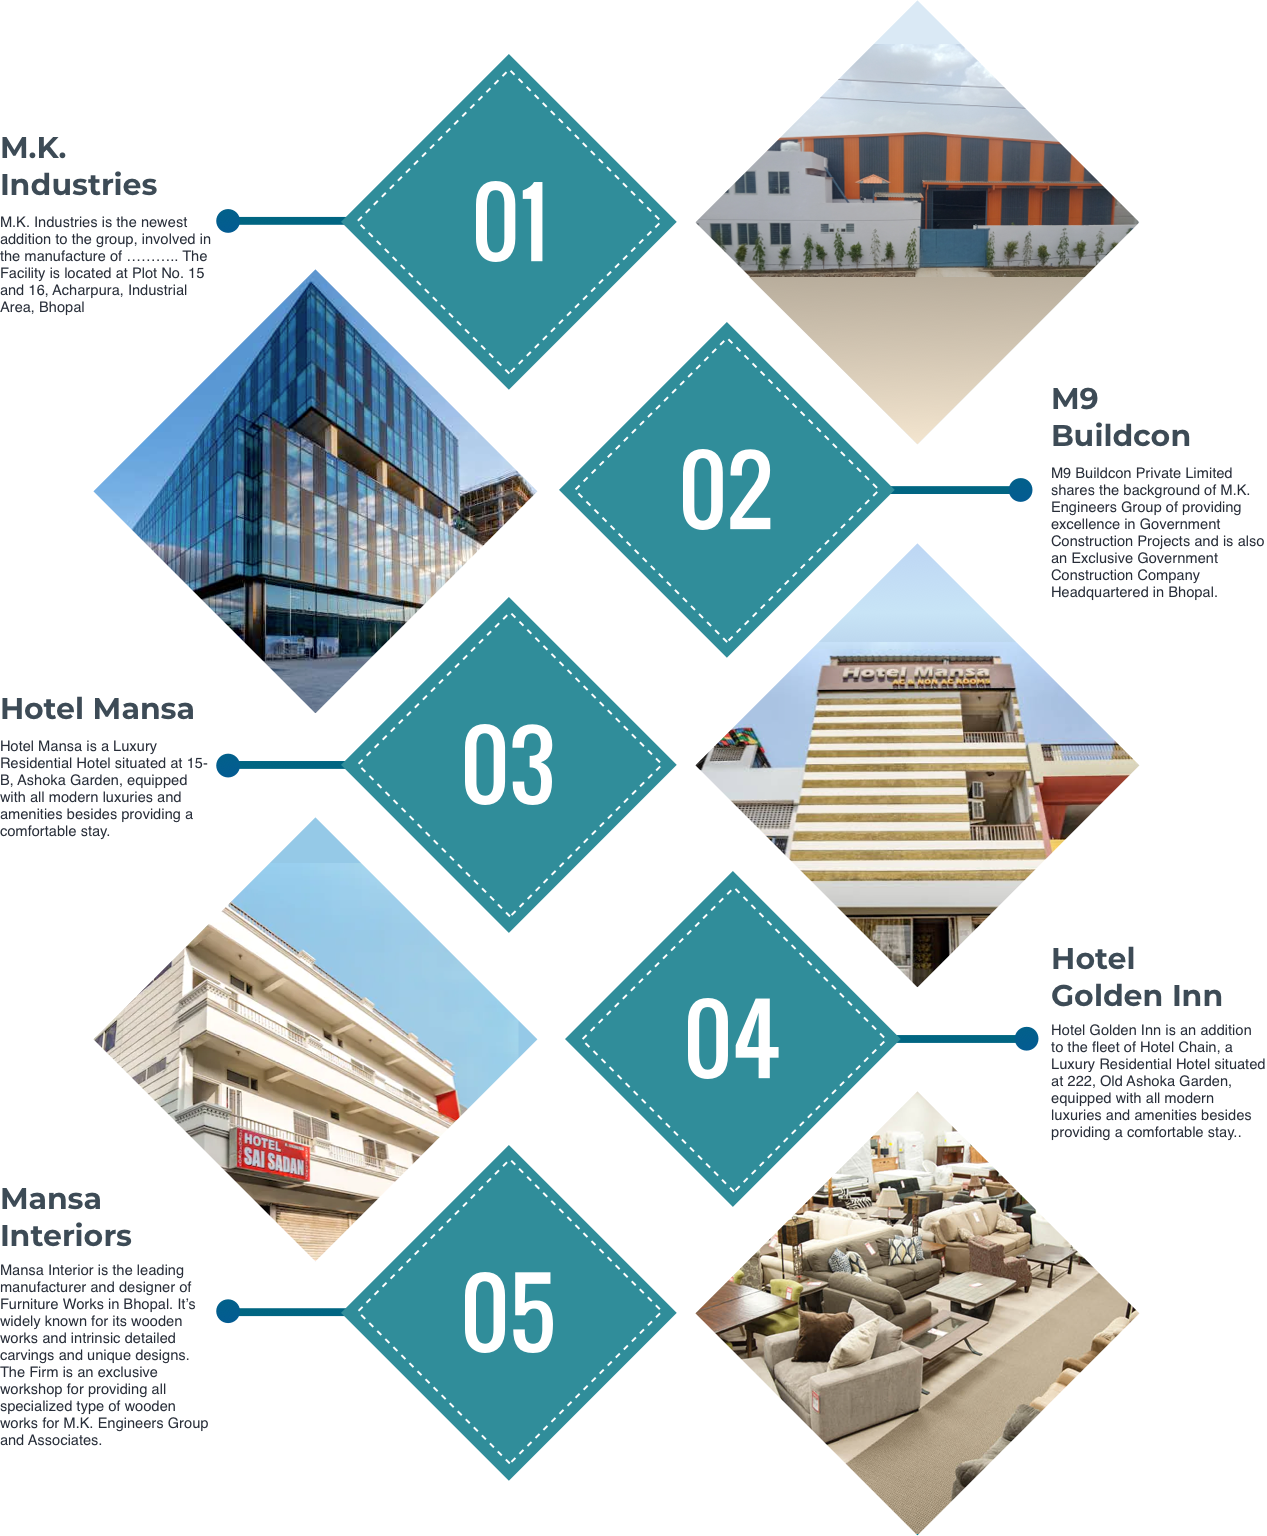 M.K.
Industries
M.K. Industries is the newest
addition to the group, involved in
the manufacture of ……….. The
Facility is located at Plot No. 15
and 16, Acharpura, Industrial
Area, Bhopal
01
02
M9
Buildcon
M9 Buildcon Private Limited
shares the background of M.K.
Engineers Group of providing
excellence in Government
Construction Projects and is also
an Exclusive Government
Construction Company
Headquartered in Bhopal.
Hotel Mansa
Hotel Mansa is a Luxury
Residential Hotel situated at 15-
B, Ashoka Garden, equipped
with all modern luxuries and
amenities besides providing a
comfortable stay.
03
Hotel Mansa
AC & NON AC ROOMS
04
Hotel
Golden Inn
Hotel Golden Inn is an addition
to the fleet of Hotel Chain, a
Luxury Residential Hotel situated
at 222, Old Ashoka Garden,
equipped with all modern
luxuries and amenities besides
providing a comfortable stay..
HOTEL
SAI SADAN
Mansa
Interiors
Mansa Interior is the leading
manufacturer and designer of
Furniture Works in Bhopal. It’s
widely known for its wooden
works and intrinsic detailed
carvings and unique designs.
The Firm is an exclusive
workshop for providing all
specialized type of wooden
works for M.K. Engineers Group
and Associates.
05